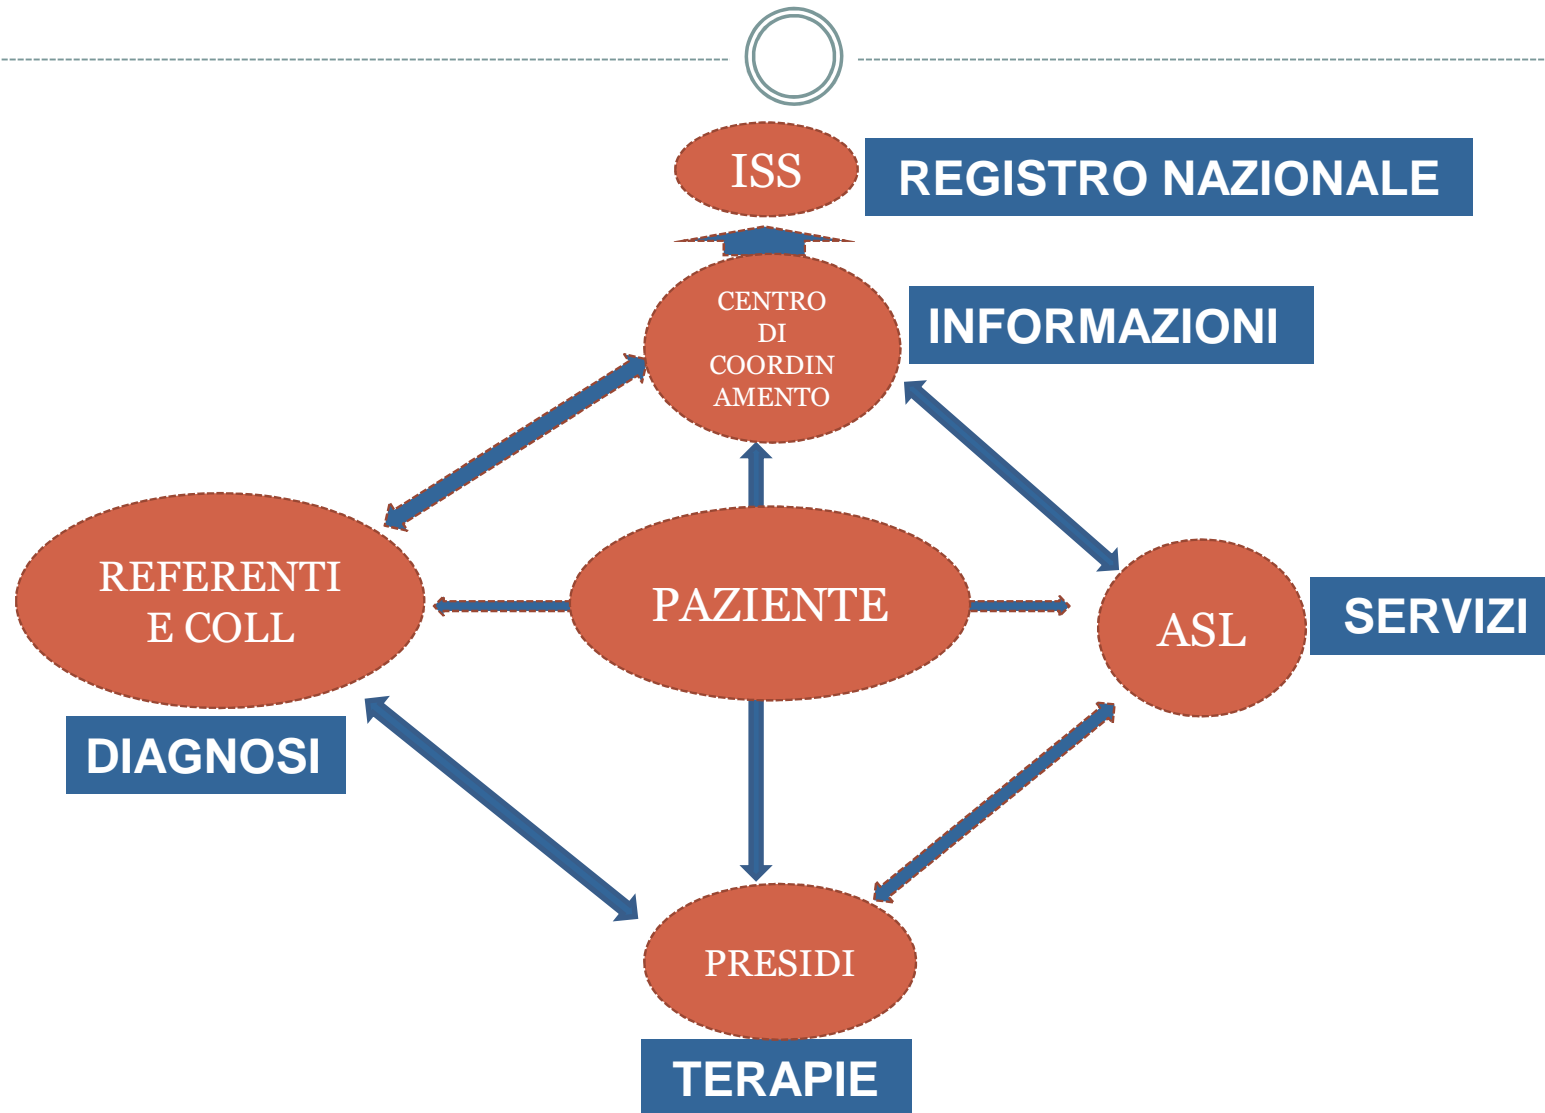 ISS
REGISTRO NAZIONALE
CENTRO
DI
COORDIN
AMENTO
INFORMAZIONI
REFERENTI
E COLL
PAZIENTE
ASL
SERVIZI
DIAGNOSI
PRESIDI
TERAPIE